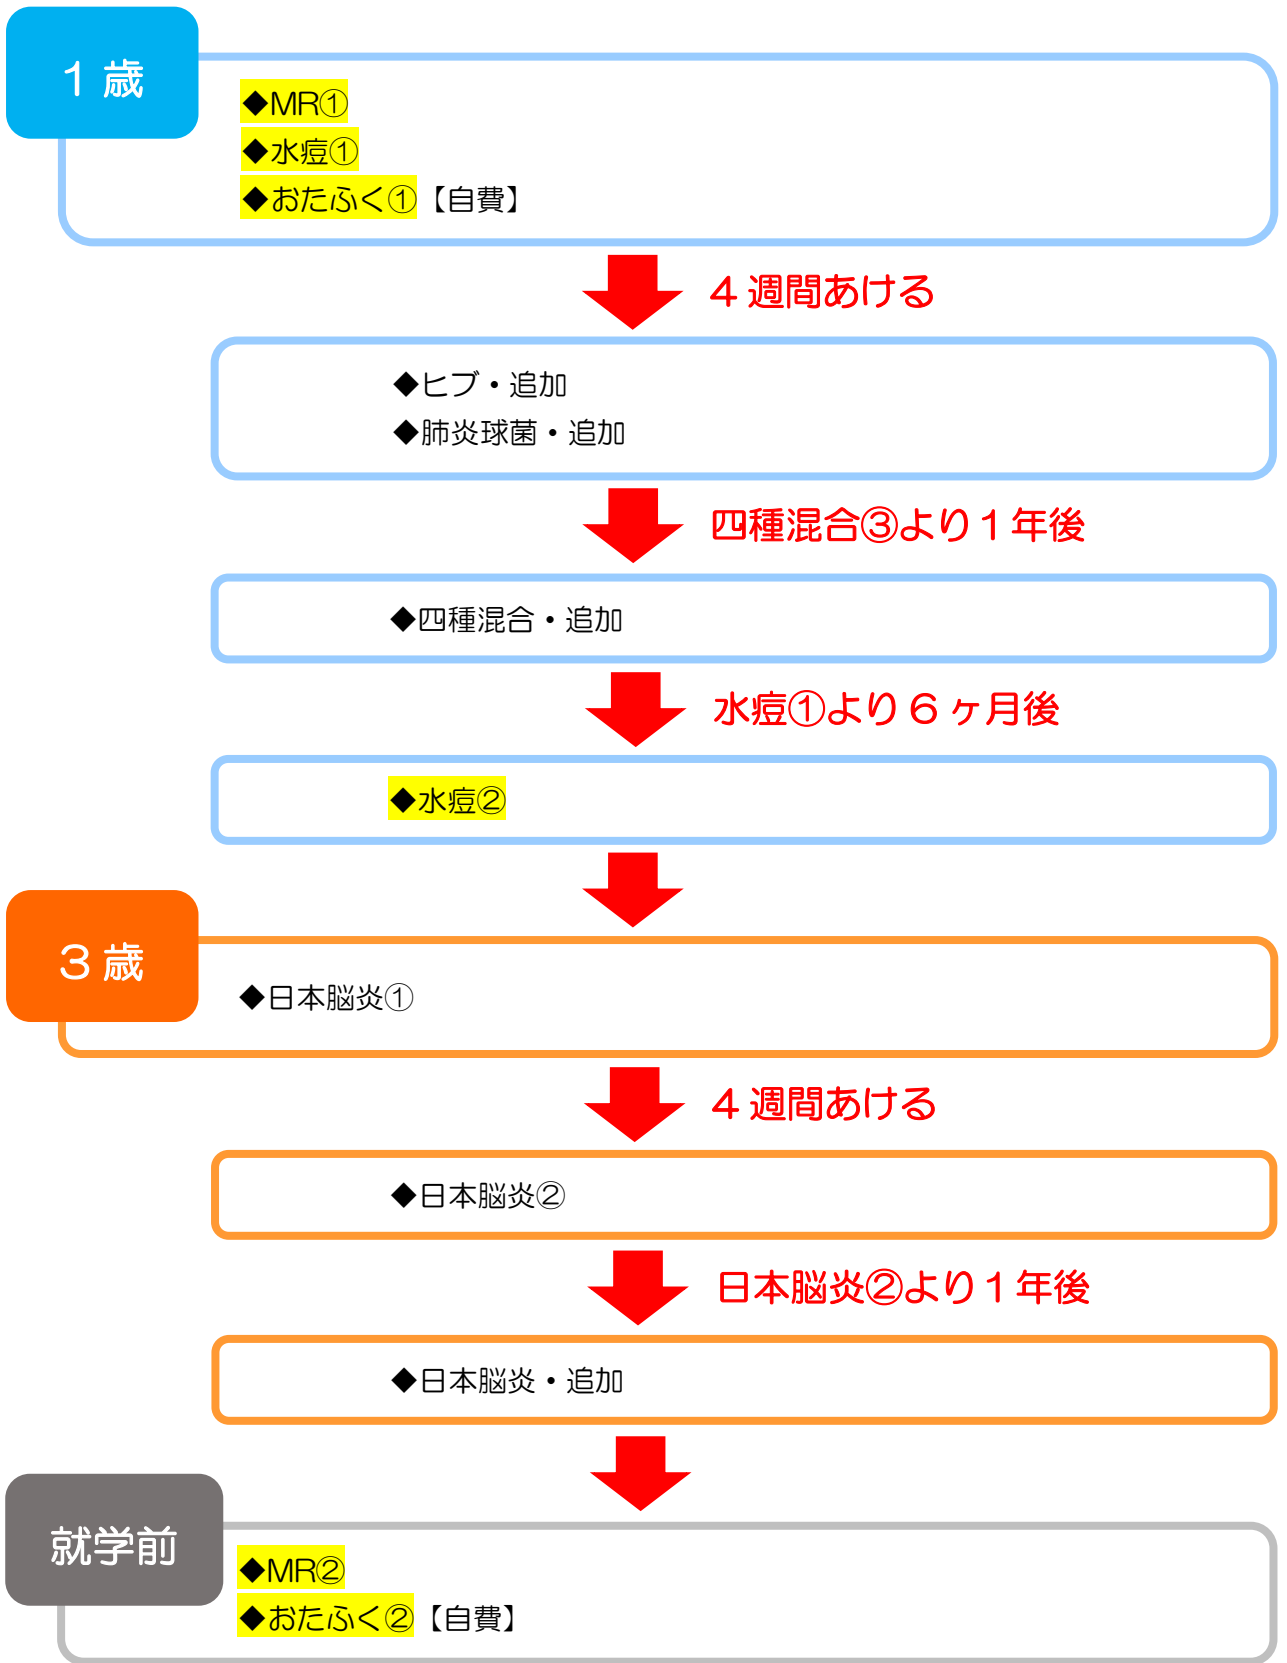 1歳
◆MR①
◆水痘①
◆おたふく①【自費】
4週間あける
◆ヒブ・追加
◆肺炎球菌・追加
四種混合③より1年後
◆四種混合・追加
水痘①より6ヶ月後
◆水痘②
3歳
◆日本脳炎①
4週間あける
◆日本脳炎②
日本脳炎②より1年後
◆日本脳炎・追加
就学前
◆MR②
◆おたふく②【自費】